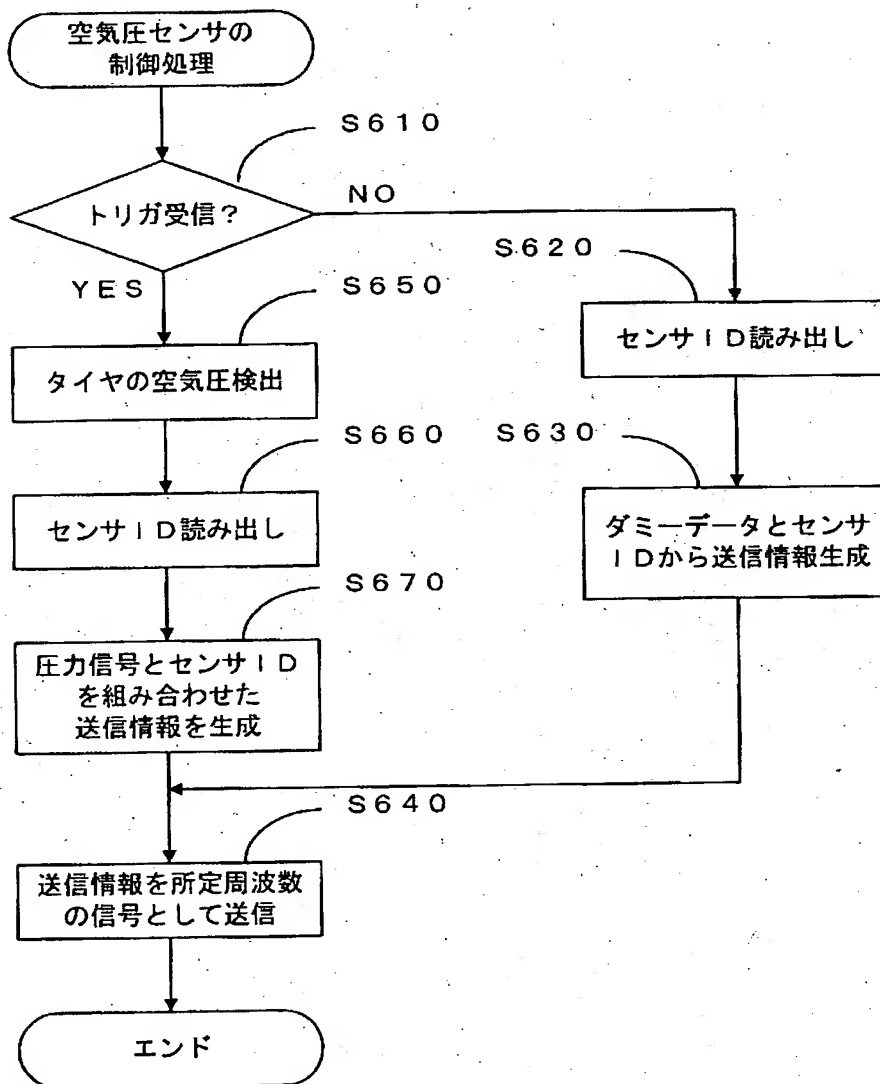 空気圧センサの
制御処理
S610
トリガ受信?
NO
YES
S620
センサID読み出し
S630
ダミーデータとセンサ
IDから送信情報生成
S650
タイヤの空気圧検出
S660
センサID読み出し
S670
圧力信号とセンサID
を組み合わせた
送信情報を生成
S640
送信情報を所定周波数
の信号として送信
エンド